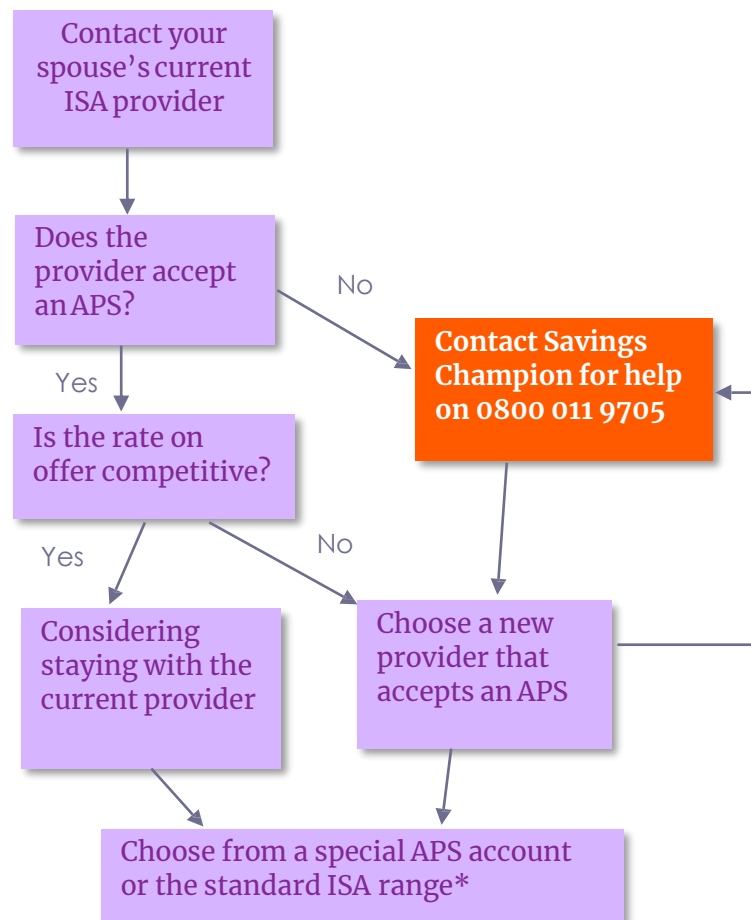 Contact your
spouse’s current
ISA provider
Does the
provider accept
an APS?
No
Contact Savings
Champion for help
on 0800 011 9705
Yes
Is the rate on
offer competitive?
Yes
No
Considering
staying with the
current provider
Choose a new
provider that
accepts an APS
Choose from a special APS account
or the standard ISA range*